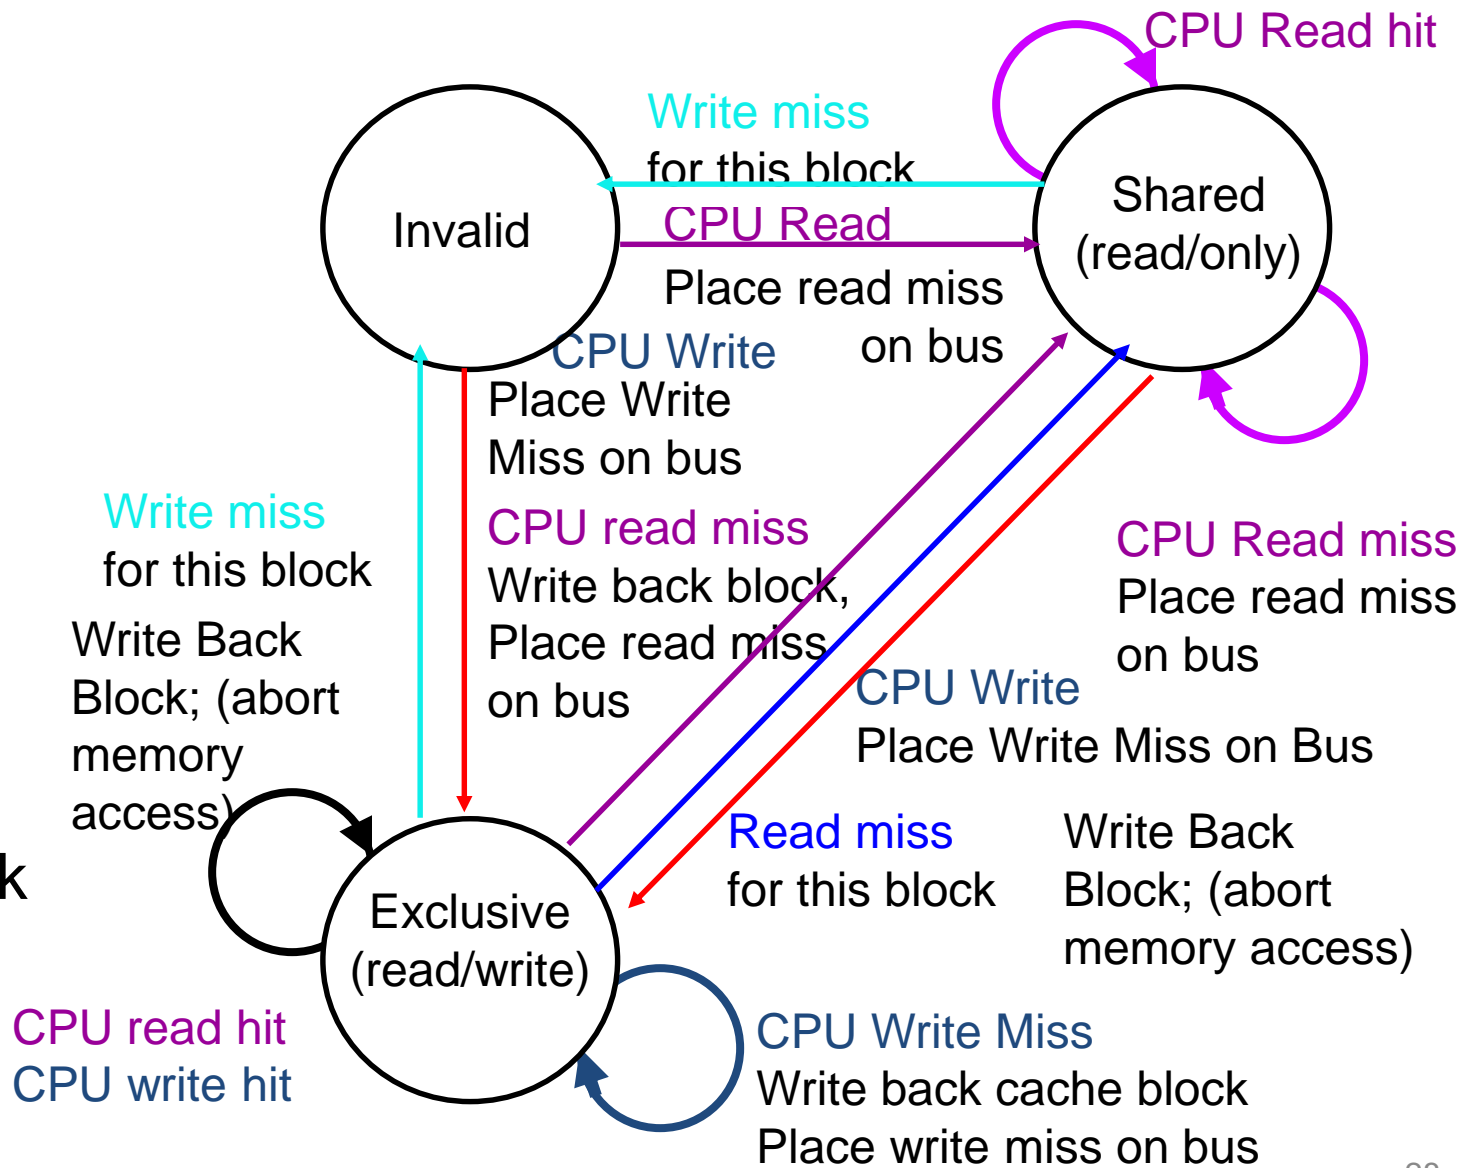 CPU Read hit
Write miss
for this block
Invalid
Shared
(read/only)
CPU Read
Place read miss
on bus
CPU Write
Place Write
Miss on bus
Write miss
for this block
Write Back
Block; (abort
memory
access)
CPU read miss
Write back block,
Place read miss
on bus
CPU Read miss
Place read miss
on bus
CPU Write
Place Write Miss on Bus
Read miss
for this block
Write Back
Block; (abort
memory access)
k
Exclusive
(read/write)
CPU read hit
CPU write hit
CPU Write Miss
Write back cache block
Place write miss on bus